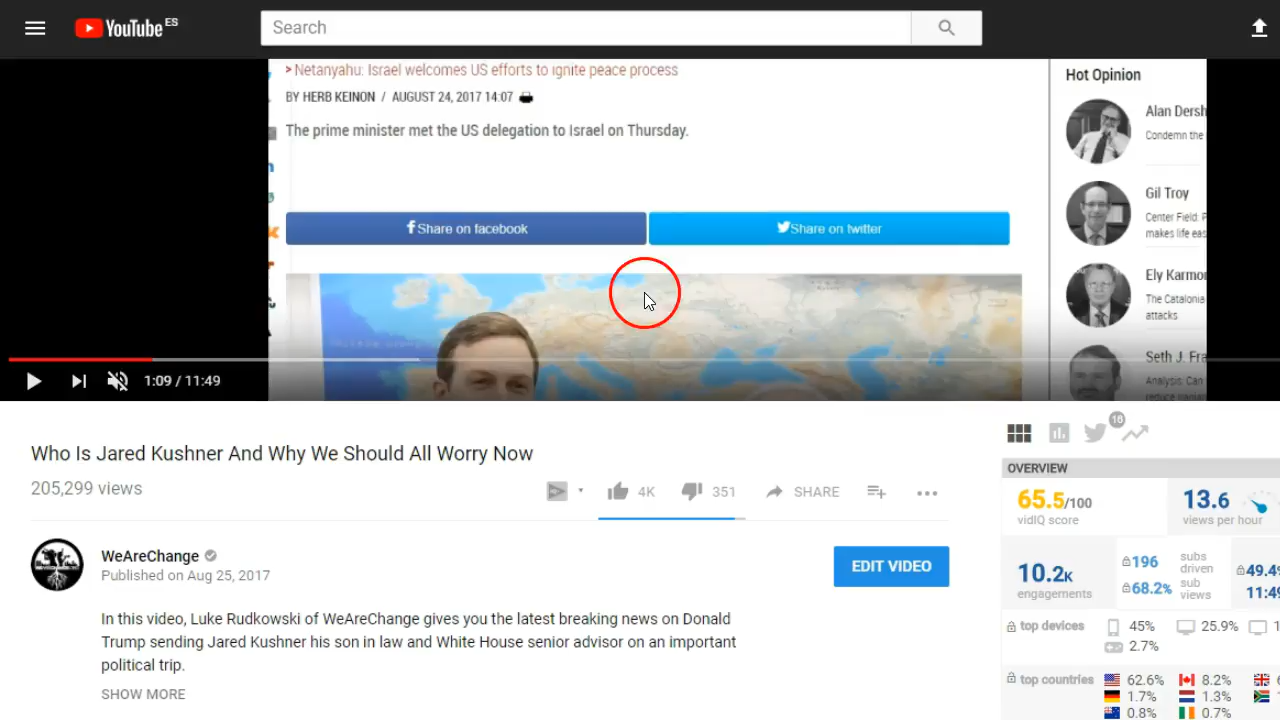 YouTube ES
Search
> Netanyahu: Israel welcomes US efforts to ignite peace process
BY HERB KEINON / AUGUST 24, 2017 14:07
The prime minister met the US delegation to Israel on Thursday.
Share on facebook
Share on twitter
Hot Opinion
Alan Dersh
Condemn the
Gil Troy
Center Field: P
makes life eas
Ely Karmo
The Catalonia
attacks
Seth J. Fra
Analysis: Can
1:09 / 11:49
Who Is Jared Kushner And Why We Should All Worry Now
205,299 views
4K
351
SHARE
WeAreChange
Published on Aug 25, 2017
EDIT VIDEO
In this video, Luke Rudkowski of WeAreChange gives you the latest breaking news on Donald
Trump sending Jared Kushner his son in law and White House senior advisor on an important
political trip.
SHOW MORE
16
OVERVIEW
65.5/100
vidIQ score
13.6
views per hour
10.2K
engagements
196 subs driven
68.2% sub views
49.4%
11:49
top devices 45% 25.9% 1
2.7%
top countries 62.6% 8.2% 6
1.7% 1.3%
0.8% 0.7%